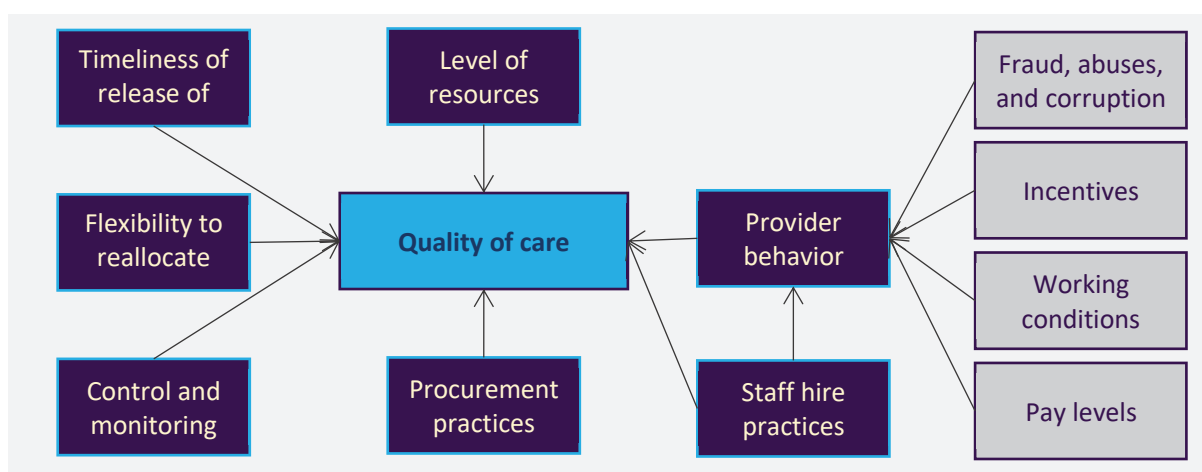 Timeliness of
release of
Level of
resources
Fraud, abuses,
and corruption
Incentives
Flexibility to
reallocate
Quality of care
Provider
behavior
Working
conditions
Control and
monitoring
Procurement
practices
Staff hire
practices
Pay levels